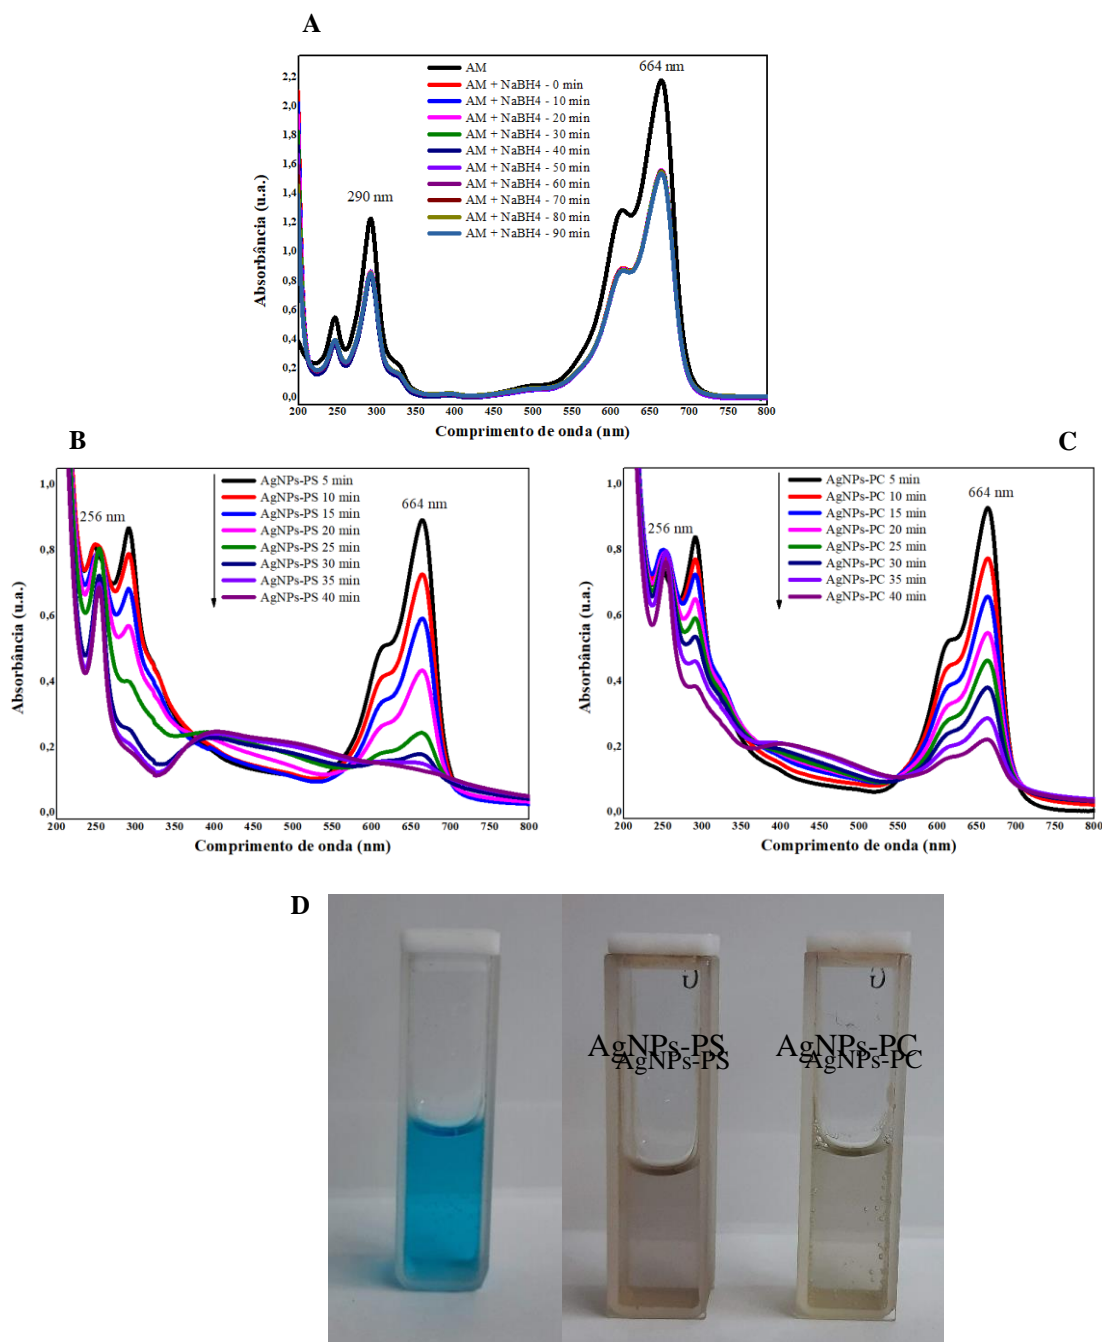 A
2,2
2,0
1,8
1,6
1,4
1,2
1,0
0,8
0,6
0,4
0,2
0,0
Absorbância (u.a.)
664 nm
290 nm
AM
AM + NaBH4 - 0 min
AM + NaBH4 - 10 min
AM + NaBH4 - 20 min
AM + NaBH4 - 30 min
AM + NaBH4 - 40 min
AM + NaBH4 - 50 min
AM + NaBH4 - 60 min
AM + NaBH4 - 70 min
AM + NaBH4 - 80 min
AM + NaBH4 - 90 min
200 250 300 350 400 450 500 550 600 650 700 750 800
Comprimento de onda (nm)
B
1,0
0,8
0,6
0,4
0,2
0,0
Absorbância (u.a.)
256 nm
664 nm
AgNPs-PS 5 min
AgNPs-PS 10 min
AgNPs-PS 15 min
AgNPs-PS 20 min
AgNPs-PS 25 min
AgNPs-PS 30 min
AgNPs-PS 35 min
AgNPs-PS 40 min
200 250 300 350 400 450 500 550 600 650 700 750 800
Comprimento de onda (nm)
C
1,0
0,8
0,6
0,4
0,2
0,0
Absorbância (u.a.)
256 nm
664 nm
AgNPs-PC 5 min
AgNPs-PC 10 min
AgNPs-PC 15 min
AgNPs-PC 20 min
AgNPs-PC 25 min
AgNPs-PC 30 min
AgNPs-PC 35 min
AgNPs-PC 40 min
200 250 300 350 400 450 500 550 600 650 700 750 800
Comprimento de onda (nm)
D
AgNPs-PS
AgNPs-PS
AgNPs-PC
AgNPs-PC